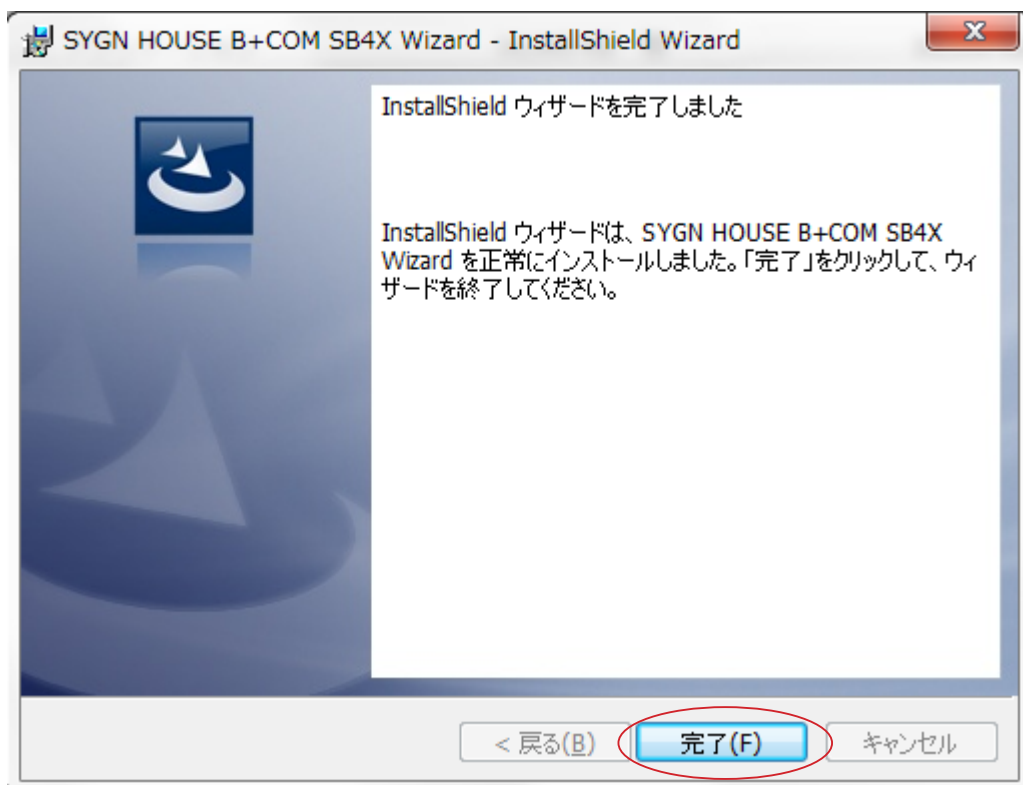 SYGN HOUSE B+COM SB4X Wizard - InstallShield Wizard
InstallShield ウィザードを完了しました
InstallShield ウィザードは、SYGN HOUSE B+COM SB4X
Wizard を正常にインストールしました。「完了」をクリックして、ウィ
ザードを終了してください。
< 戻る(B) 完了(F) キャンセル